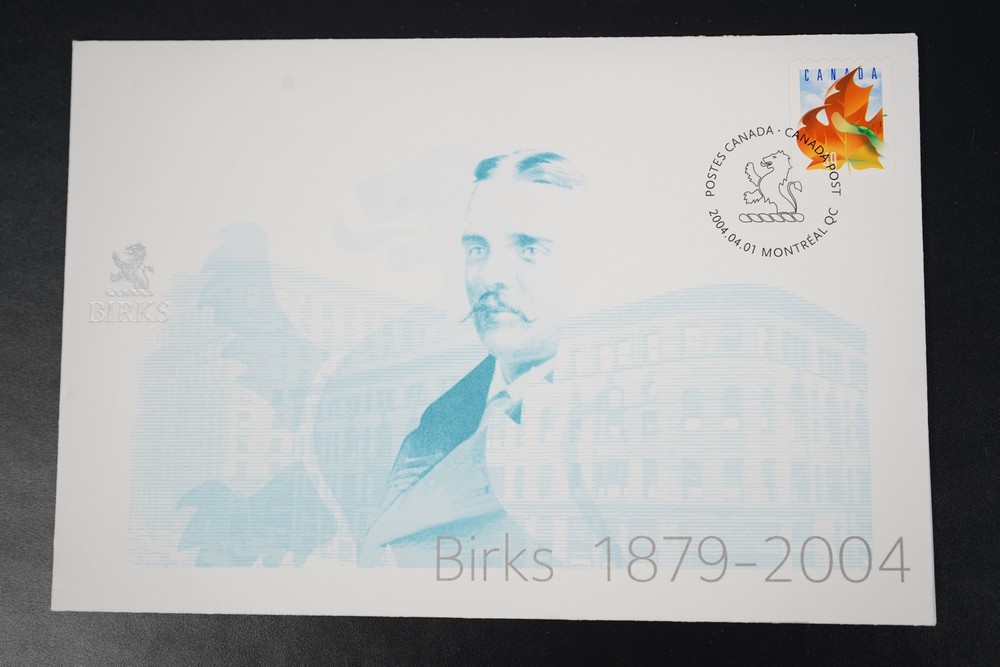 CANADA
POSTES CANADA · CANADA POST
2004.04.01 MONTRÉAL QC
BIRKS
Birks 1879–2004